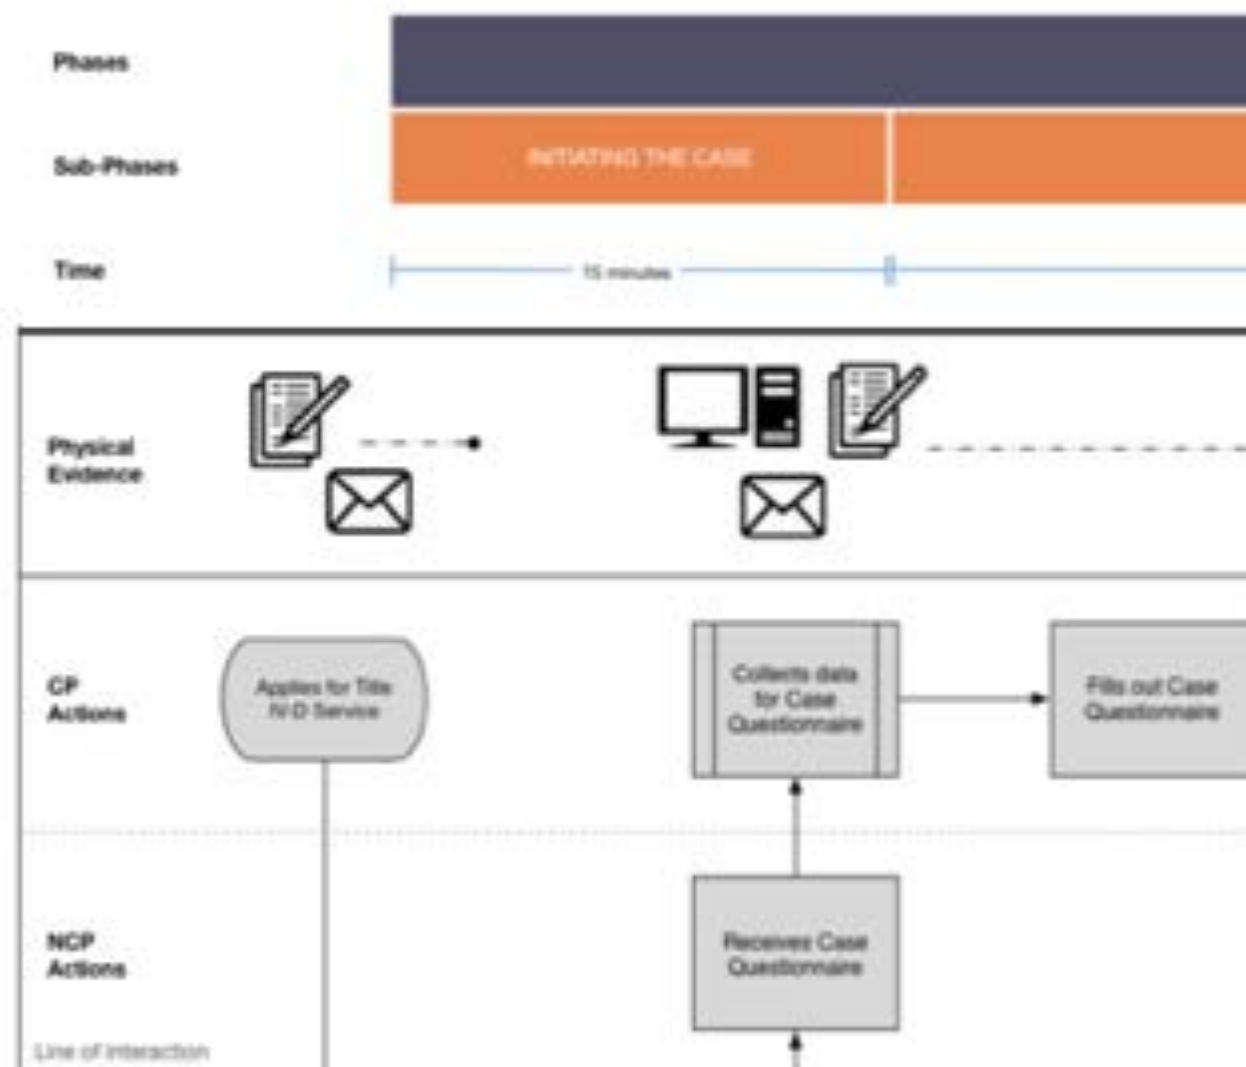 Phases
Sub-Phases
INITIATING THE CASE
Time
15 minutes
Physical
Evidence
CP
Actions
Applies for Title
IV-D Service
Collects data
for Case
Questionnaire
Fills out Case
Questionnaire
NCP
Actions
Receives Case
Questionnaire
Line of Interaction